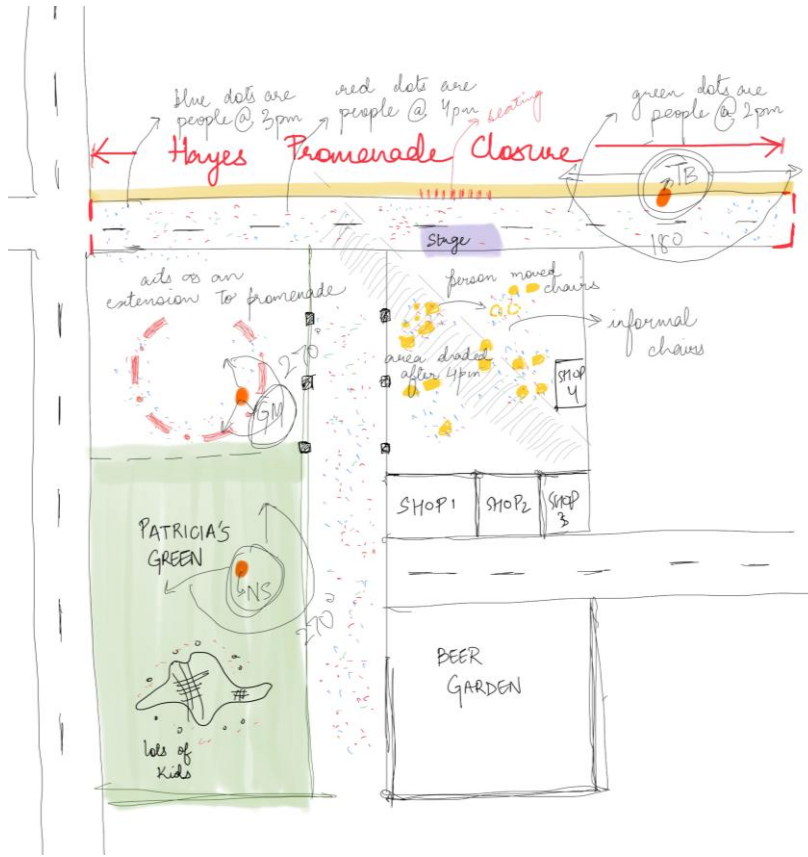 blue dots are
people @ 3pm
red dots are
people @ 4pm
seating
green dots are
people @ 2pm
Hayes Promenade Closure
TB
180
Stage
acts as an
extension to promenade
person moved
chairs
informal
chairs
area shaded
after 4pm
270°
GM
SHOP 4
SHOP 1
SHOP 2
SHOP 3
PATRICIA'S
GREEN
NS
270°
BEER
GARDEN
lots of
kids